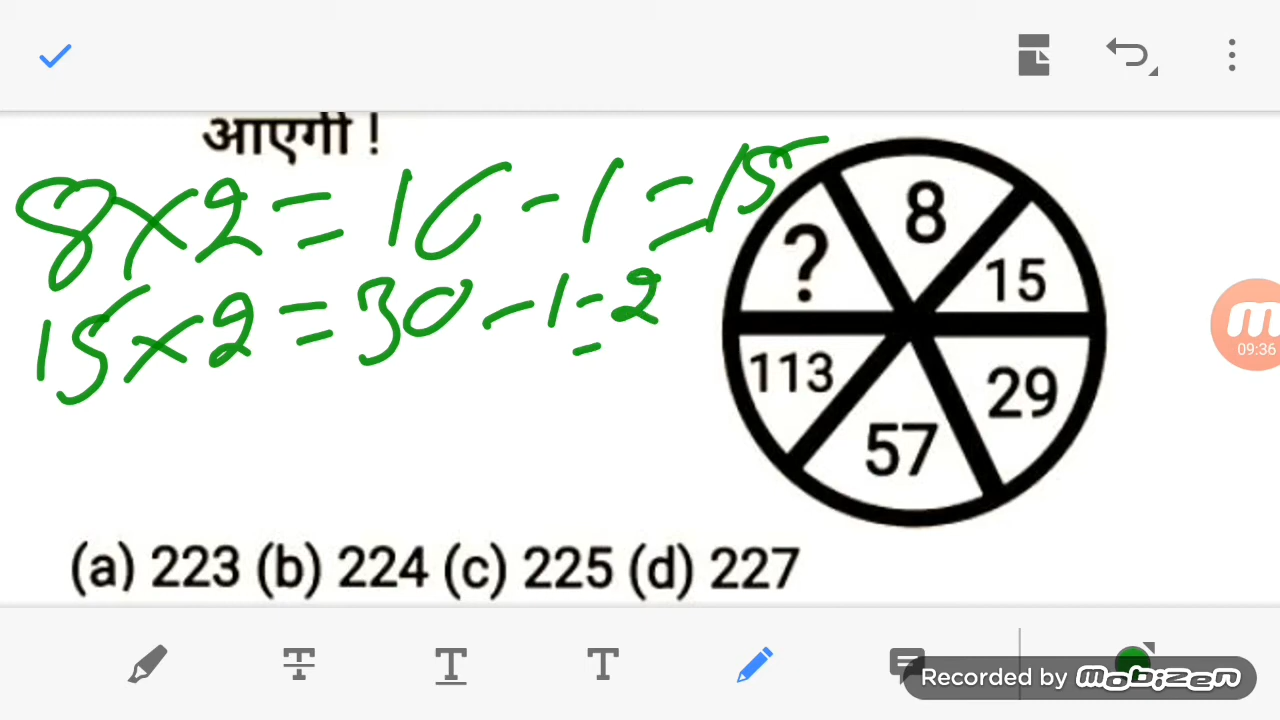 आएगी !
8×2=16-1=15
15×2=30-1=2
8
15
29
57
113
?
(a) 223 (b) 224 (c) 225 (d) 227
T T T
09:36
Recorded by mobizen